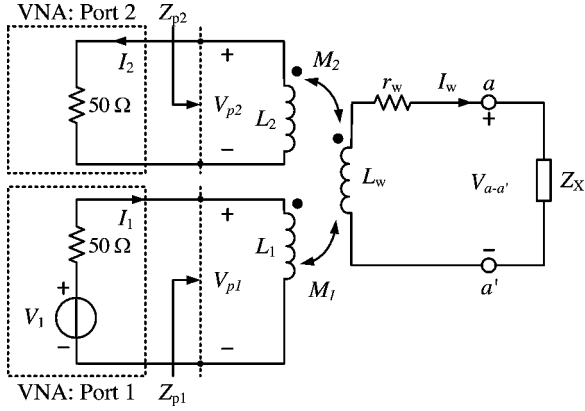 VNA: Port 2
Z_p2
I_2
+
M_2
50 Ω
V_p2
L_2
r_w
I_w
a
+
−
L_w
V_a-a'
Z_X
I_1
+
50 Ω
L_1
−
a'
+
V_1
V_p1
M_1
−
−
VNA: Port 1
Z_p1